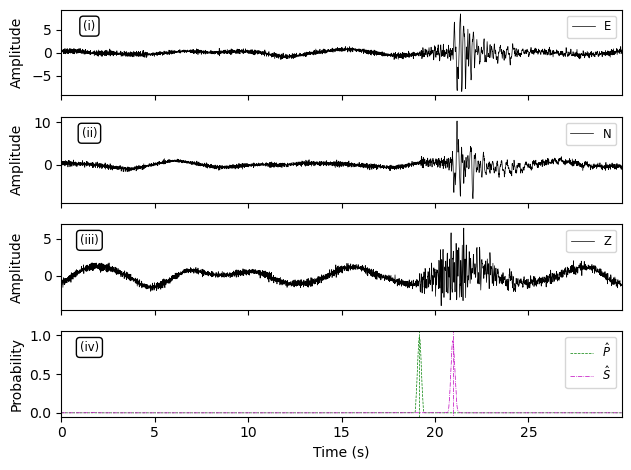 (i)
E
Amplitude
5
0
−5
(ii)
N
Amplitude
10
0
(iii)
Z
Amplitude
5
0
(iv)
P̂
Ŝ
Probability
1.0
0.5
0.0
0 5 10 15 20 25
Time (s)